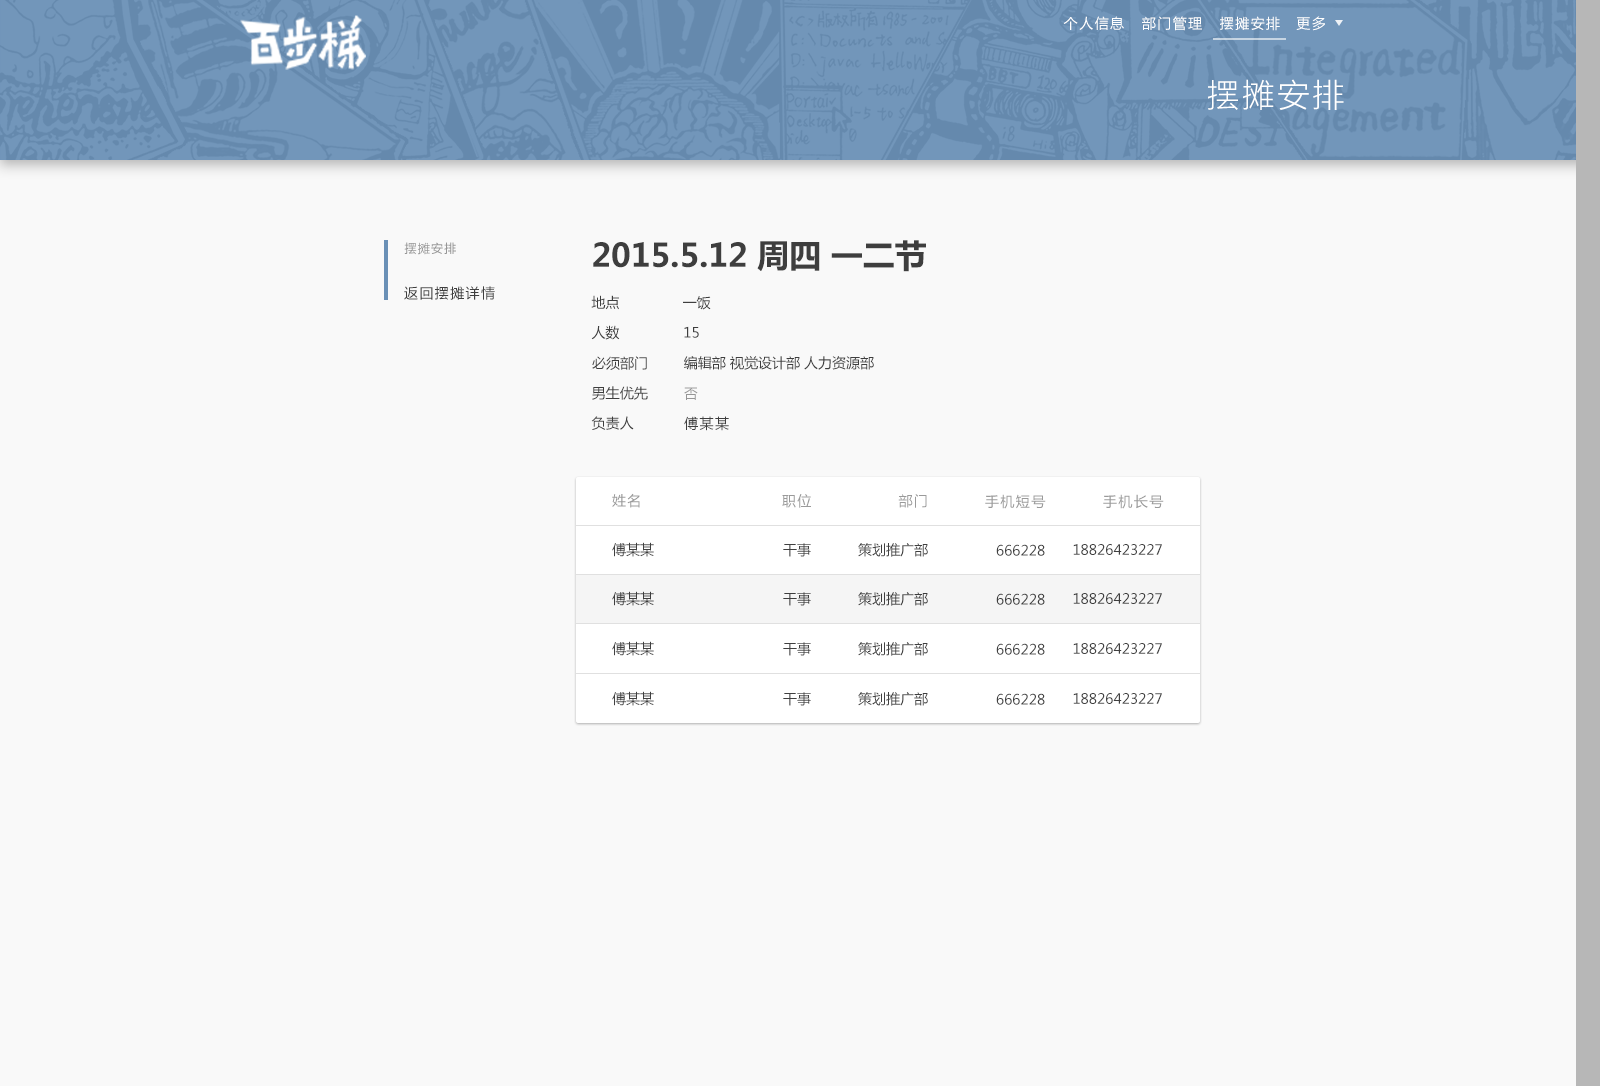 百步梯
个人信息 部门管理 摆摊安排 更多
摆摊安排
摆摊安排
返回摆摊详情
2015.5.12 周四 一二节
地点 一饭
人数 15
必须部门 编辑部 视觉设计部 人力资源部
男生优先 否
负责人 傅某某
姓名 职位 部门 手机短号 手机长号
傅某某 干事 策划推广部 666228 18826423227
傅某某 干事 策划推广部 666228 18826423227
傅某某 干事 策划推广部 666228 18826423227
傅某某 干事 策划推广部 666228 18826423227